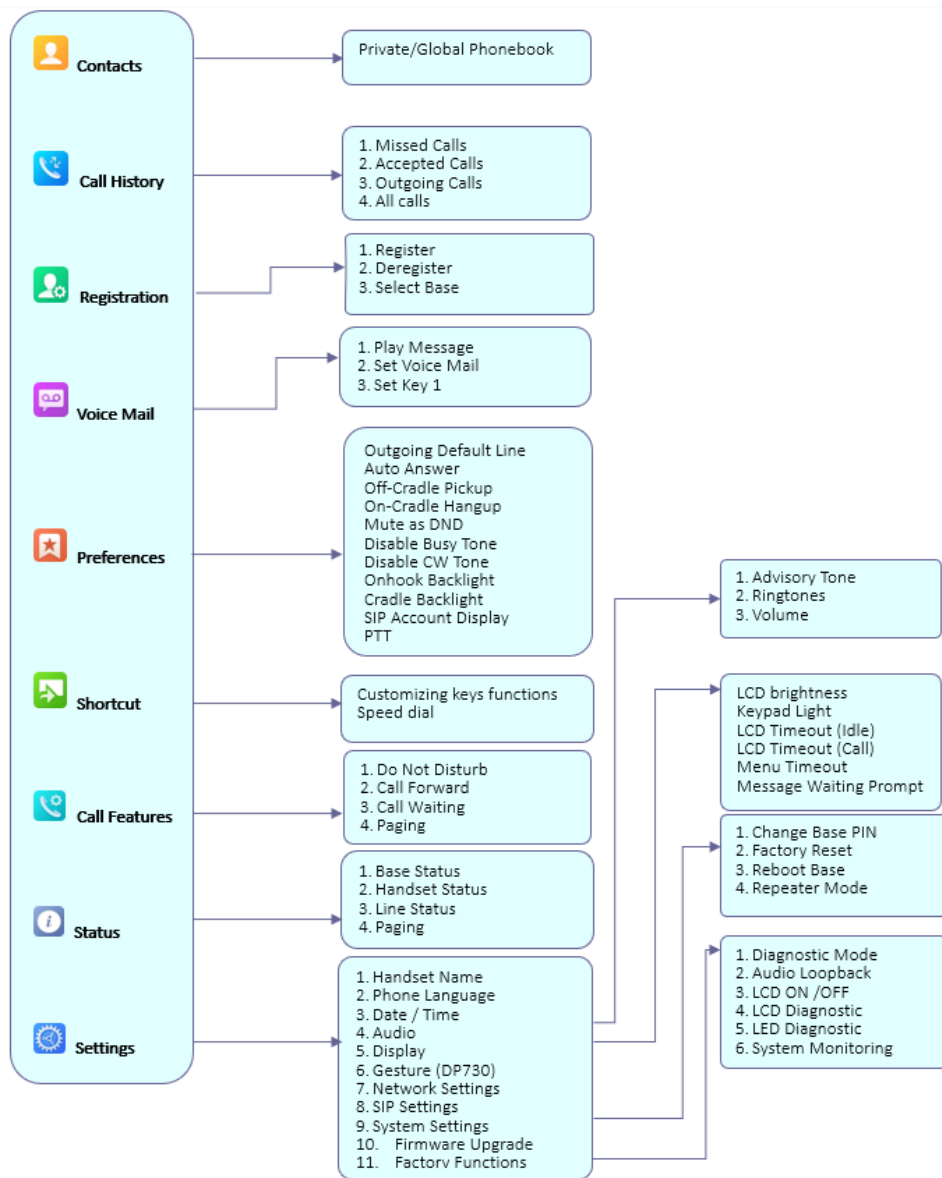 Contacts
Private/Global Phonebook
Call History
1. Missed Calls
2. Accepted Calls
3. Outgoing Calls
4. All calls
Registration
1. Register
2. Deregister
3. Select Base
Voice Mail
1. Play Message
2. Set Voice Mail
3. Set Key 1
Preferences
Outgoing Default Line
Auto Answer
Off-Cradle Pickup
On-Cradle Hangup
Mute as DND
Disable Busy Tone
Disable CW Tone
Onhook Backlight
Cradle Backlight
SIP Account Display
PTT
Shortcut
Customizing keys functions
Speed dial
Call Features
1. Do Not Disturb
2. Call Forward
3. Call Waiting
4. Paging
Status
1. Base Status
2. Handset Status
3. Line Status
4. Paging
Settings
1. Handset Name
2. Phone Language
3. Date / Time
4. Audio
5. Display
6. Gesture (DP730)
7. Network Settings
8. SIP Settings
9. System Settings
10. Firmware Upgrade
11. Factory Functions
1. Advisory Tone
2. Ringtones
3. Volume
LCD brightness
Keypad Light
LCD Timeout (Idle)
LCD Timeout (Call)
Menu Timeout
Message Waiting Prompt
1. Change Base PIN
2. Factory Reset
3. Reboot Base
4. Repeater Mode
1. Diagnostic Mode
2. Audio Loopback
3. LCD ON /OFF
4. LCD Diagnostic
5. LED Diagnostic
6. System Monitoring